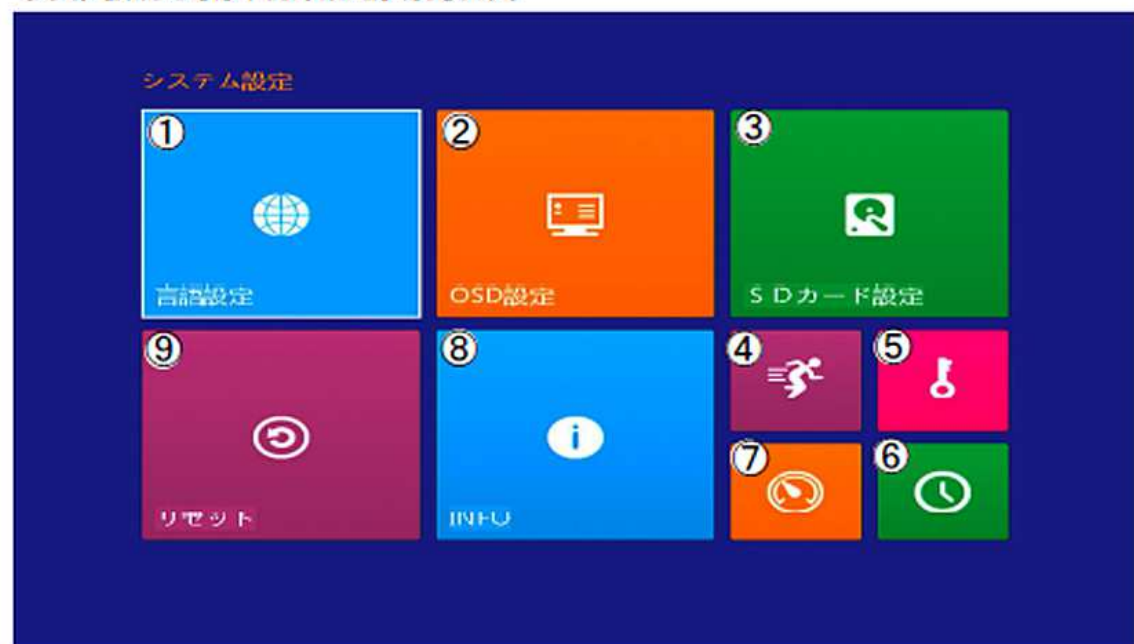 システム設定
①
②
③
言語設定
OSD設定
SDカード設定
⑨
⑧
④
⑤
⑦
⑥
リセット
INFO